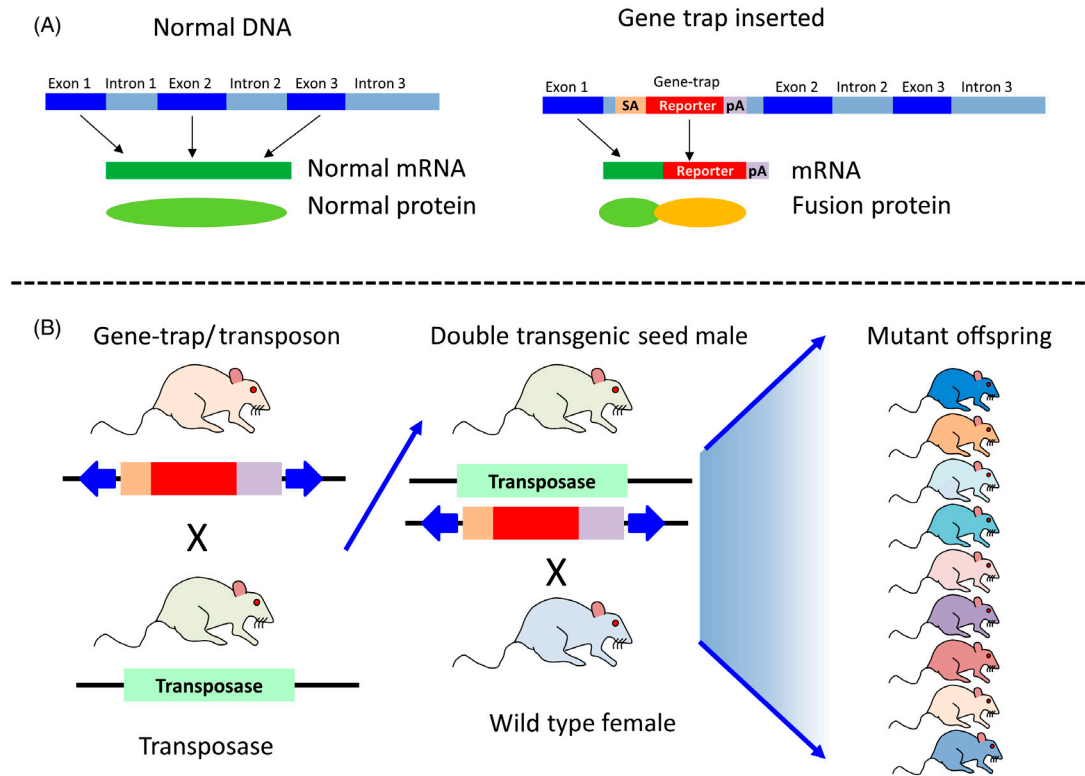 (A)
Normal DNA
Exon 1 Intron 1 Exon 2 Intron 2 Exon 3 Intron 3
Normal mRNA
Normal protein
Gene trap inserted
Gene-trap
Exon 1 Exon 2 Intron 2 Exon 3 Intron 3
SA Reporter pA
Reporter pA mRNA
Fusion protein
(B)
Gene-trap/transposon
X
Transposase
Transposase
Double transgenic seed male
Transposase
X
Wild type female
Mutant offspring